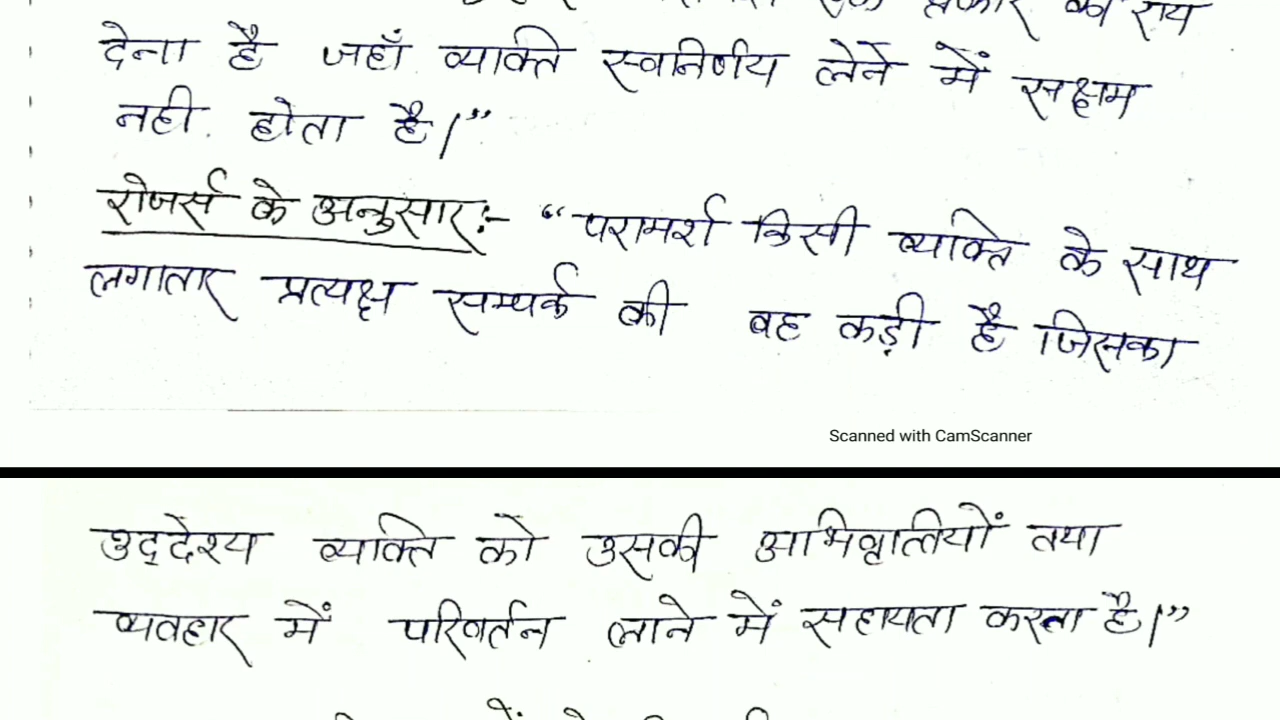 प्रकार की राय
देना है जहाँ व्यक्ति स्वनिर्णय लेने में सक्षम
नही होता है।”
रोजर्स के अनुसार:- “परामर्श किसी व्यक्ति के साथ
लगातार प्रत्यक्ष सम्पर्क की वह कड़ी है जिसका
Scanned with CamScanner
उद्देश्य व्यक्ति को उसकी अभिवृत्तियों तथा
व्यवहार में परिवर्तन लाने में सहायता करना है।”